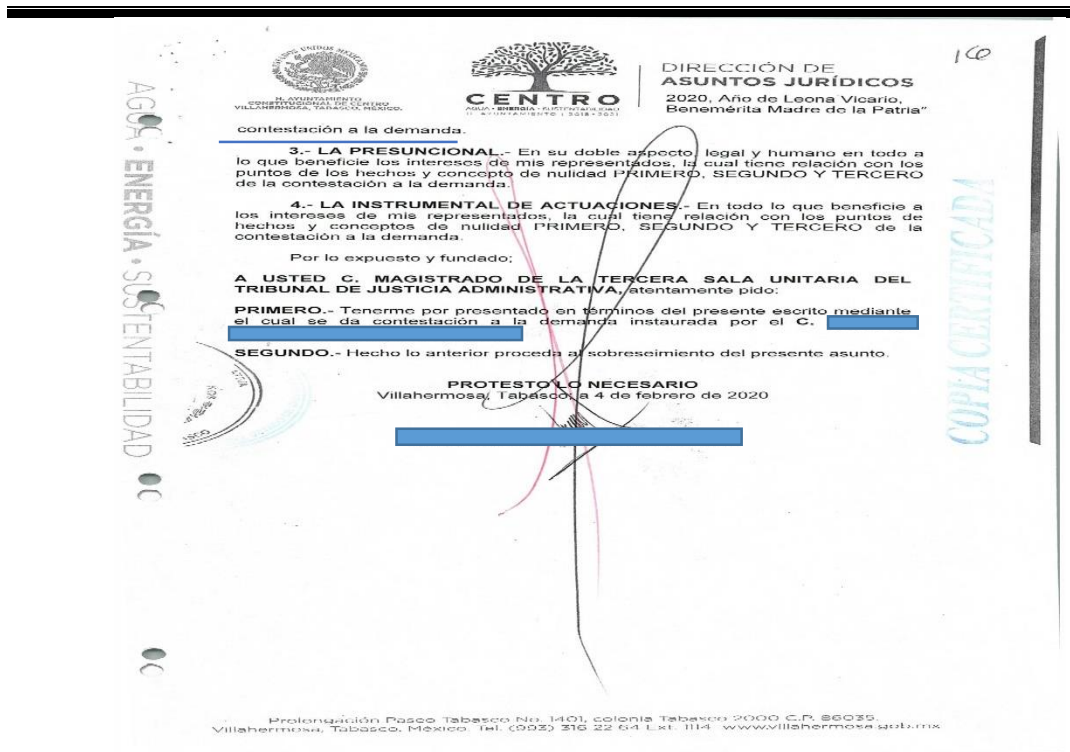 16
ESTADOS UNIDOS MEXICANOS
H. AYUNTAMIENTO
CONSTITUCIONAL DE CENTRO
VILLAHERMOSA, TABASCO, MÉXICO.
CENTRO
AGUA • ENERGÍA • SUSTENTABILIDAD
H. AYUNTAMIENTO | 2018-2021
DIRECCIÓN DE
ASUNTOS JURÍDICOS
2020, Año de Leona Vicario,
Benemérita Madre de la Patria"
AGUA • ENERGÍA • SUSTENTABILIDAD
contestación a la demanda.
3.- LA PRESUNCIONAL.- En su doble aspecto, legal y humano en todo a
lo que beneficie los intereses de mis representados, la cual tiene relación con los
puntos de los hechos y concepto de nulidad PRIMERO, SEGUNDO Y TERCERO
de la contestación a la demanda.
4.- LA INSTRUMENTAL DE ACTUACIONES.- En todo lo que beneficie a
los intereses de mis representados, la cual tiene relación con los puntos de
hechos y conceptos de nulidad PRIMERO, SEGUNDO Y TERCERO de la
contestación a la demanda.
Por lo expuesto y fundado;
A USTED C. MAGISTRADO DE LA TERCERA SALA UNITARIA DEL
TRIBUNAL DE JUSTICIA ADMINISTRATIVA, atentamente pido:
PRIMERO.- Tenerme por presentado en términos del presente escrito mediante
el cual se da contestación a la demanda instaurada por el C.
SEGUNDO.- Hecho lo anterior proceda al sobreseimiento del presente asunto.
PROTESTO LO NECESARIO
Villahermosa, Tabasco, a 4 de febrero de 2020
COPIA CERTIFICADA
Prolongación Paseo Tabasco No. 1401, colonia Tabasco 2000 C.P. 86035.
Villahermosa, Tabasco, México. Tel. (993) 316 22 64 Ext. 1114 www.villahermosa.gob.mx